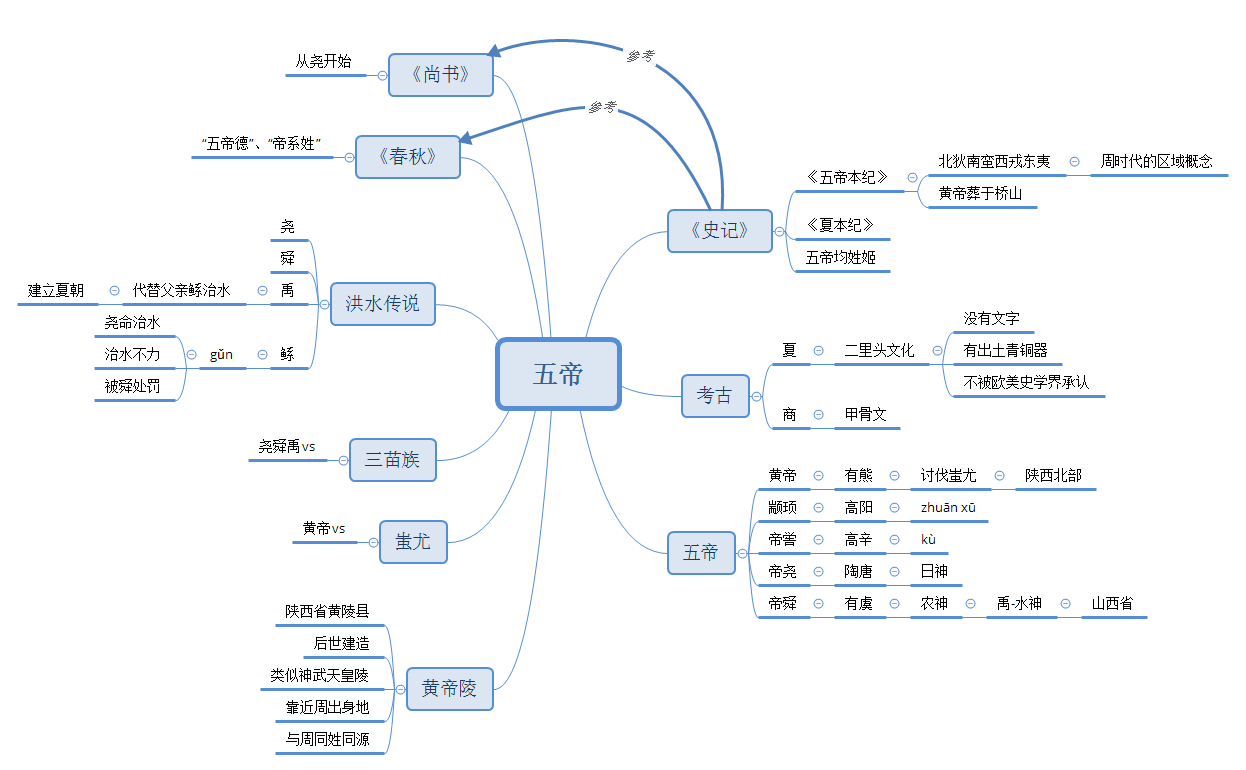 五帝
《尚书》
从尧开始
《春秋》
“五帝德”、“帝系姓”
洪水传说
尧
舜
禹
代替父亲鲧治水
建立夏朝
鲧
gǔn
尧命治水
治水不力
被舜处罚
三苗族
尧舜禹vs
蚩尤
黄帝vs
黄帝陵
陕西省黄陵县
后世建造
类似神武天皇陵
靠近周出身地
与周同姓同源
参考
参考
《史记》
《五帝本纪》
北狄南蛮西戎东夷
周时代的区域概念
黄帝葬于桥山
《夏本纪》
五帝均姓姬
考古
夏
二里头文化
没有文字
有出土青铜器
不被欧美史学界承认
商
甲骨文
五帝
黄帝
有熊
讨伐蚩尤
陕西北部
颛顼
高阳
zhuān xū
帝喾
高辛
kù
帝尧
陶唐
日神
帝舜
有虞
农神
禹-水神
山西省